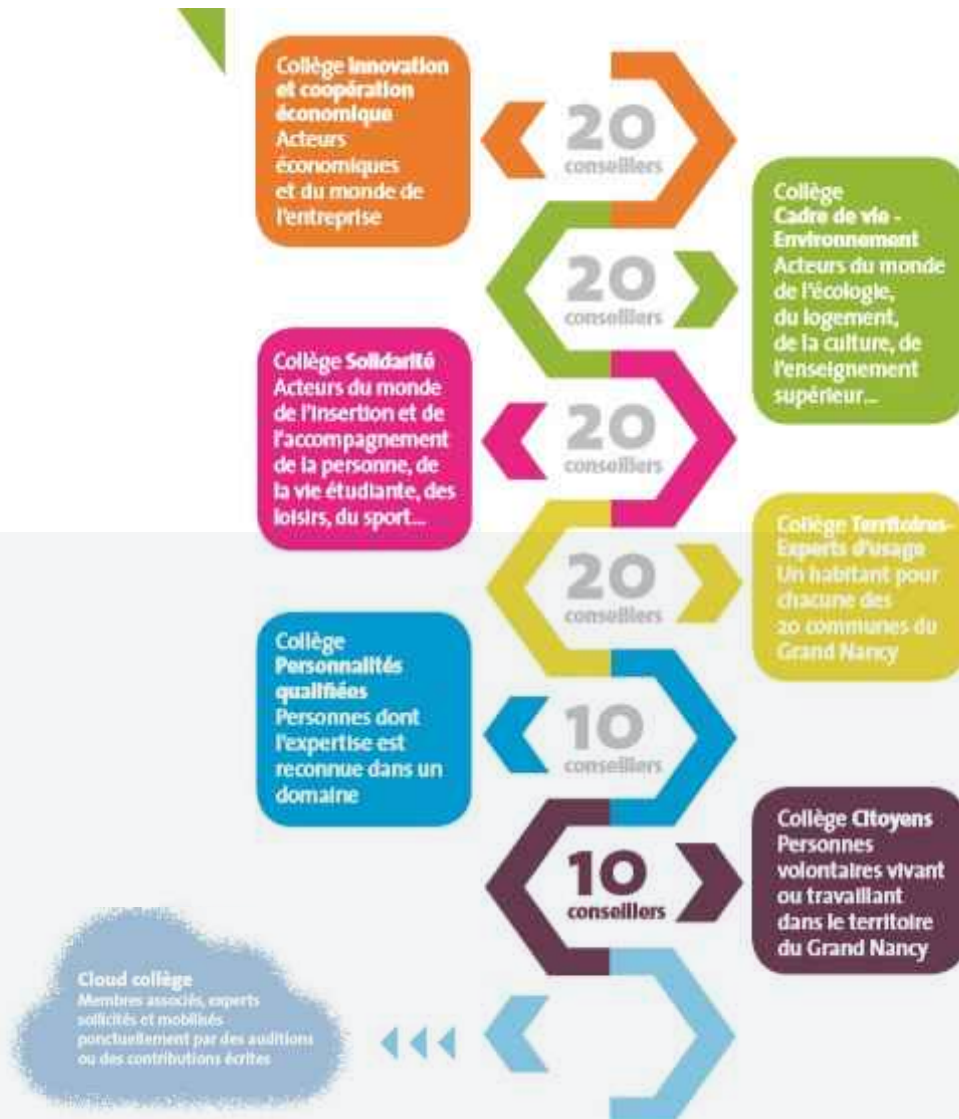 Collège Innovation
et coopération
économique
Acteurs
économiques
et du monde de
l'entreprise
20
conseillers
Collège
Cadre de vie -
Environnement
Acteurs du monde
de l'écologie,
du logement,
de la culture, de
l'enseignement
supérieur...
20
conseillers
Collège Solidarité
Acteurs du monde
de l'insertion et de
l'accompagnement
de la personne, de
la vie étudiante, des
loisirs, du sport...
20
conseillers
Collège Territoires-
Experts d'usage
Un habitant pour
chacune des
20 communes du
Grand Nancy
20
conseillers
Collège
Personnalités
qualifiées
Personnes dont
l'expertise est
reconnue dans un
domaine
10
conseillers
Collège Citoyens
Personnes
volontaires vivant
ou travaillant
dans le territoire
du Grand Nancy
10
conseillers
Cloud collège
Membres associés, experts
sollicités et mobilisés
ponctuellement par des auditions
ou des contributions écrites